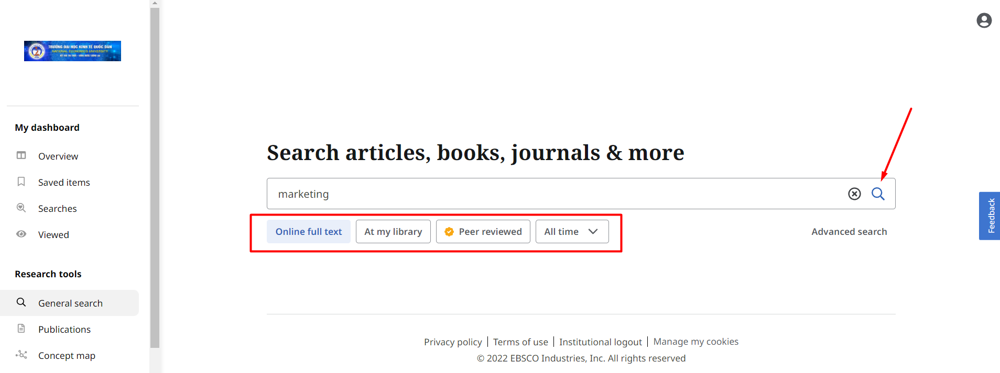 TRƯỜNG ĐẠI HỌC KINH TẾ QUỐC DÂN
NATIONAL ECONOMICS UNIVERSITY
My dashboard
Overview
Saved items
Searches
Viewed
Research tools
General search
Publications
Concept map
Search articles, books, journals & more
marketing
Online full text
At my library
Peer reviewed
All time
Advanced search
Feedback
Privacy policy
Terms of use
Institutional logout
Manage my cookies
© 2022 EBSCO Industries, Inc. All rights reserved